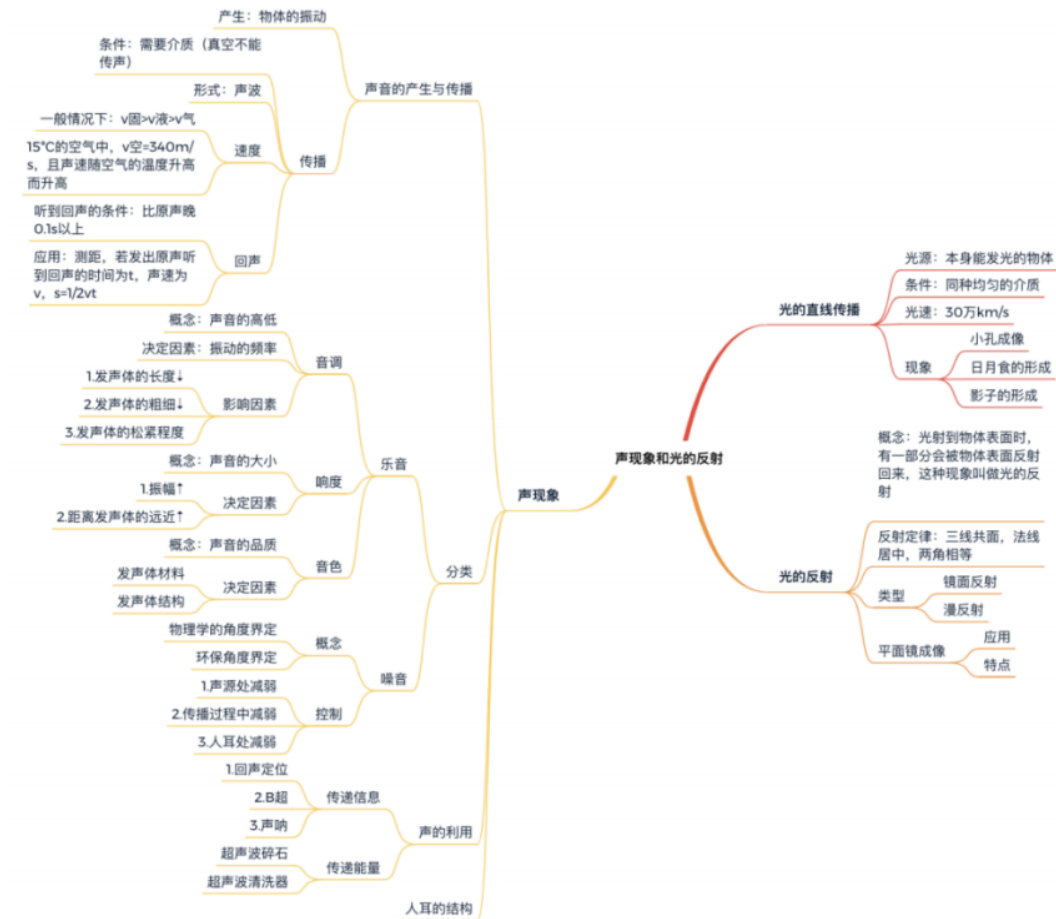 声现象和光的反射
声现象
声音的产生与传播
产生：物体的振动
传播
条件：需要介质（真空不能
传声）
形式：声波
速度
一般情况下：v固>v液>v气
15°C的空气中，v空=340m/
s，且声速随空气的温度升高
而升高
回声
听到回声的条件：比原声晚
0.1s以上
应用：测距，若发出原声听
到回声的时间为t，声速为
v，s=1/2vt
分类
乐音
音调
概念：声音的高低
决定因素：振动的频率
影响因素
1.发声体的长度↓
2.发声体的粗细↓
3.发声体的松紧程度
响度
概念：声音的大小
决定因素
1.振幅↑
2.距离发声体的远近↑
音色
概念：声音的品质
决定因素
发声体材料
发声体结构
噪音
概念
物理学的角度界定
环保角度界定
控制
1.声源处减弱
2.传播过程中减弱
3.人耳处减弱
声的利用
传递信息
1.回声定位
2.B超
3.声呐
传递能量
超声波碎石
超声波清洗器
人耳的结构
光的直线传播
光源：本身能发光的物体
条件：同种均匀的介质
光速：30万km/s
现象
小孔成像
日月食的形成
影子的形成
光的反射
概念：光射到物体表面时，
有一部分会被物体表面反射
回来，这种现象叫做光的反
射
反射定律：三线共面，法线
居中，两角相等
类型
镜面反射
漫反射
平面镜成像
应用
特点